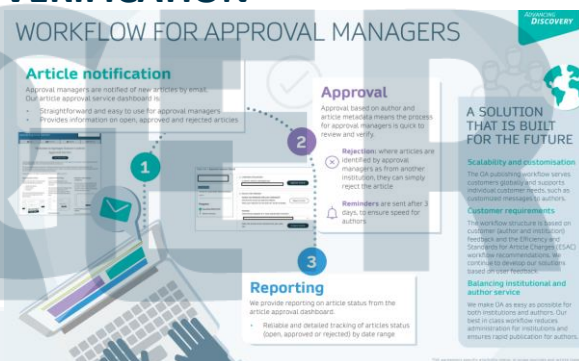 VERIFICATION
WORKFLOW FOR APPROVAL MANAGERS
ADVANCING
DISCOVERY
Article notification
Approval managers are notified of new articles by email.
Our article approval service dashboard is:
• Straightforward and easy to use for approval managers
• Provides information on open, approved and rejected articles
1
2
Approval
Approval based on author and
article metadata means the process
for approval managers is quick to
review and verify.
Rejection: where articles are
identified by approval
managers as from another
institution, they can simply
reject the article
Reminders are sent after 3
days, to ensure speed for
authors
3
Reporting
We provide reporting on article status from the
article approval dashboard.
• Reliable and detailed tracking of articles status
(open, approved or rejected) by date range
A SOLUTION
THAT IS BUILT
FOR THE FUTURE
Scalability and customisation
The OA publishing workflow serves
customers globally and supports
individual customer needs, such as
customised messages to authors.
Customer requirements
The workflow structure is based on
customer (author and institution)
feedback and the Efficiency and
Standards for Article Charges (ESAC)
workflow recommendations. We
continue to develop our solutions
based on user feedback
Balancing institutional and
author service
We make OA as easy as possible for
both institutions and authors. Our
best in class workflow reduces
administration for institutions and
ensures rapid publication for authors